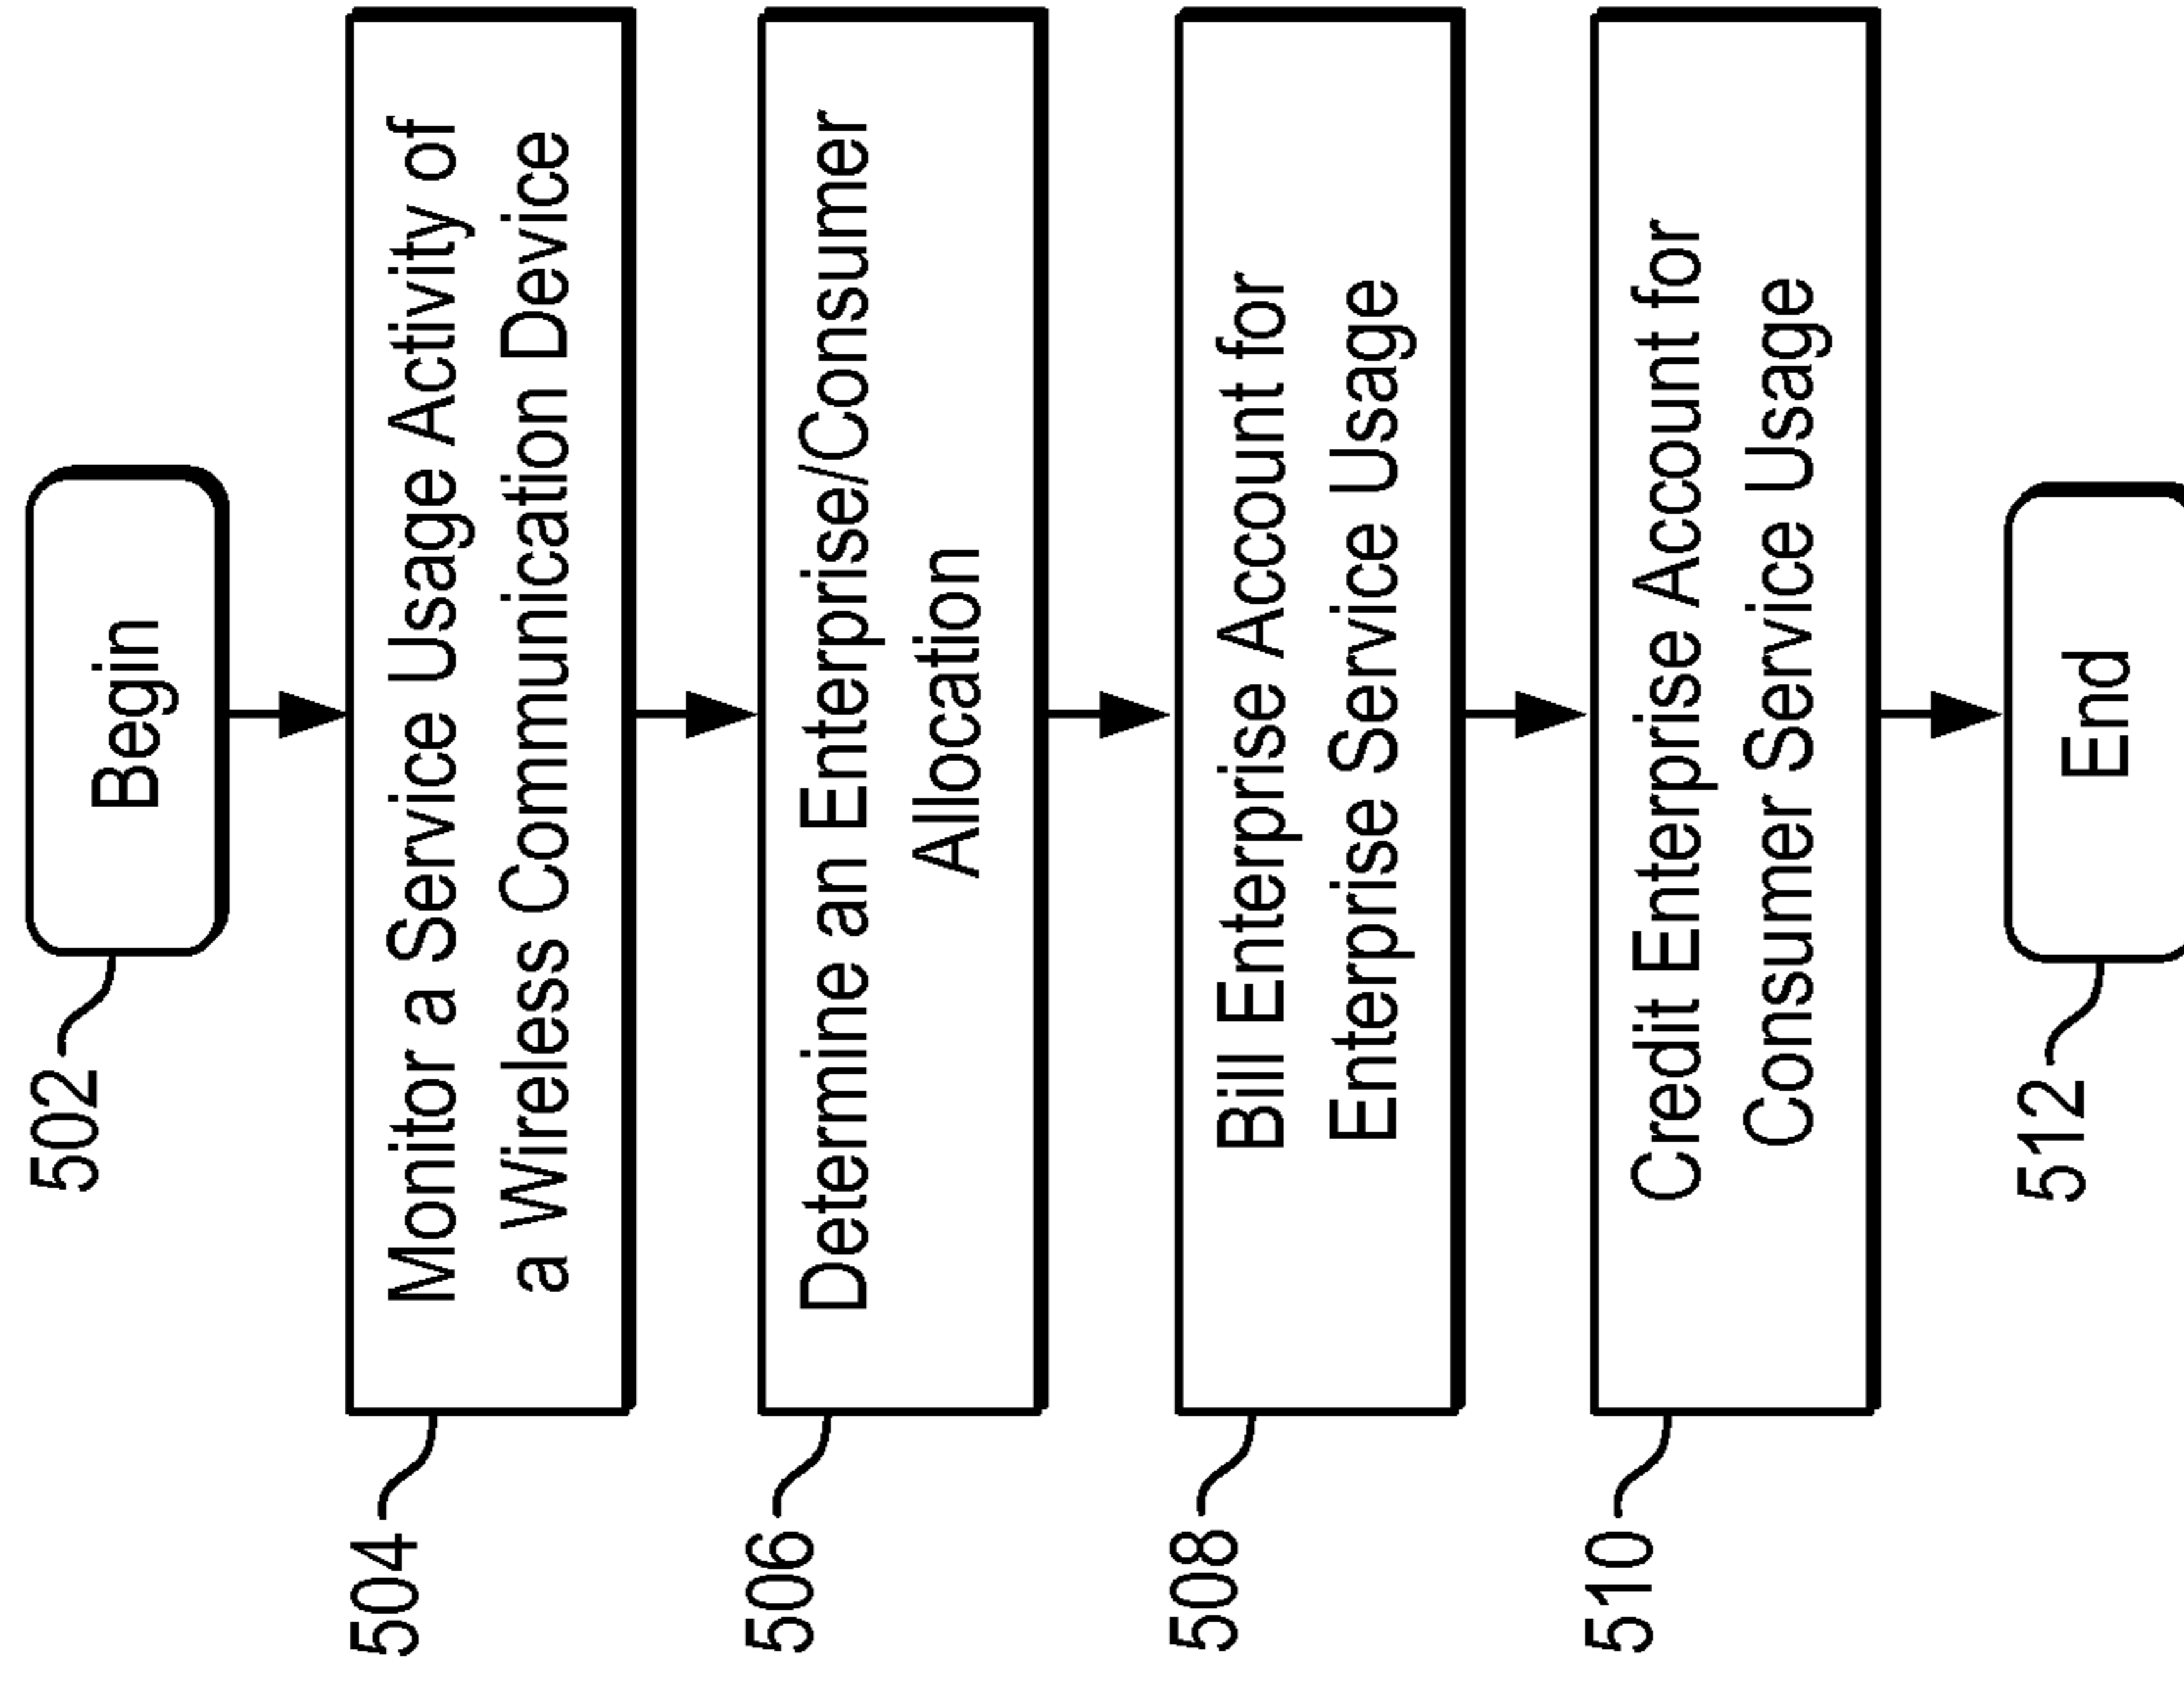 502
Begin
504
Monitor a Service Usage Activity of
a Wireless Communication Device
506
Determine an Enterprise/Consumer
Allocation
508
Bill Enterprise Account for
Enterprise Service Usage
510
Credit Enterprise Account for
Consumer Service Usage
512
End